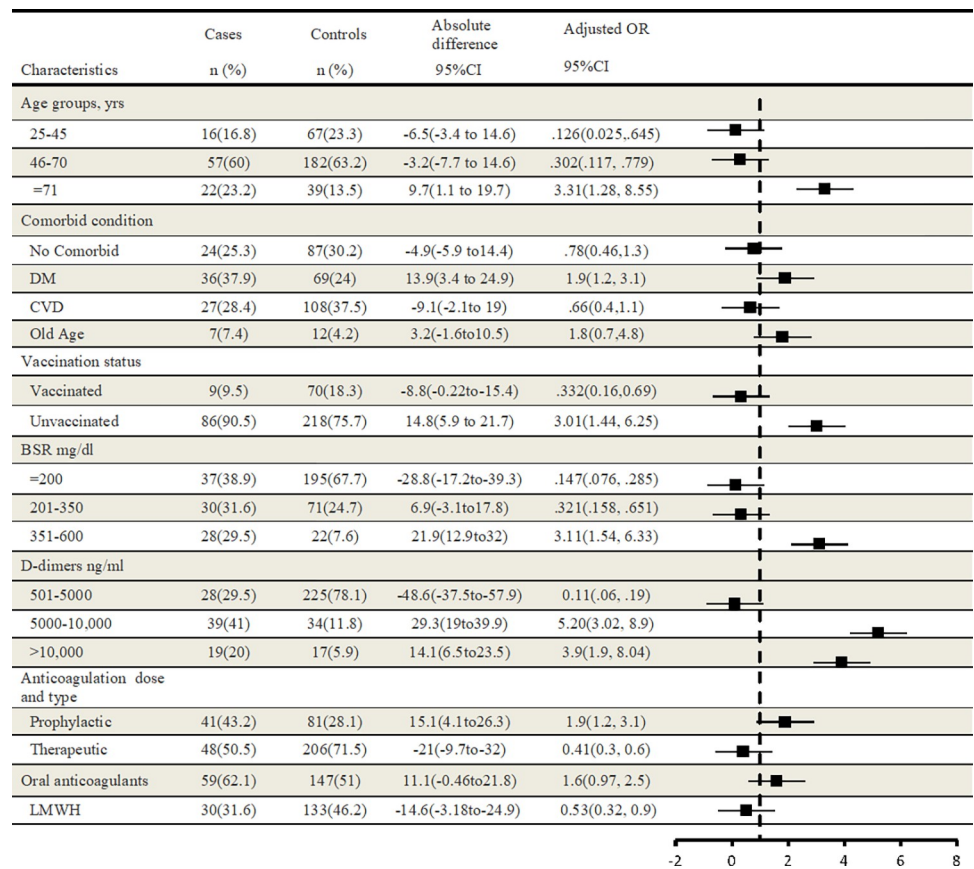 Characteristics Cases n (%) Controls n (%) Absolute difference 95%CI Adjusted OR 95%CI
Age groups, yrs
25-45 16(16.8) 67(23.3) -6.5(-3.4 to 14.6) .126(0.025,.645)
46-70 57(60) 182(63.2) -3.2(-7.7 to 14.6) .302(.117, .779)
=71 22(23.2) 39(13.5) 9.7(1.1 to 19.7) 3.31(1.28, 8.55)
Comorbid condition
No Comorbid 24(25.3) 87(30.2) -4.9(-5.9 to14.4) .78(0.46,1.3)
DM 36(37.9) 69(24) 13.9(3.4 to 24.9) 1.9(1.2, 3.1)
CVD 27(28.4) 108(37.5) -9.1(-2.1to 19) .66(0.4,1.1)
Old Age 7(7.4) 12(4.2) 3.2(-1.6to10.5) 1.8(0.7,4.8)
Vaccination status
Vaccinated 9(9.5) 70(18.3) -8.8(-0.22to-15.4) .332(0.16,0.69)
Unvaccinated 86(90.5) 218(75.7) 14.8(5.9 to 21.7) 3.01(1.44, 6.25)
BSR mg/dl
=200 37(38.9) 195(67.7) -28.8(-17.2to-39.3) .147(.076, .285)
201-350 30(31.6) 71(24.7) 6.9(-3.1to17.8) .321(.158, .651)
351-600 28(29.5) 22(7.6) 21.9(12.9to32) 3.11(1.54, 6.33)
D-dimers ng/ml
501-5000 28(29.5) 225(78.1) -48.6(-37.5to-57.9) 0.11(.06, .19)
5000-10,000 39(41) 34(11.8) 29.3(19to39.9) 5.20(3.02, 8.9)
>10,000 19(20) 17(5.9) 14.1(6.5to23.5) 3.9(1.9, 8.04)
Anticoagulation dose
and type
Prophylactic 41(43.2) 81(28.1) 15.1(4.1to26.3) 1.9(1.2, 3.1)
Therapeutic 48(50.5) 206(71.5) -21(-9.7to-32) 0.41(0.3, 0.6)
Oral anticoagulants 59(62.1) 147(51) 11.1(-0.46to21.8) 1.6(0.97, 2.5)
LMWH 30(31.6) 133(46.2) -14.6(-3.18to-24.9) 0.53(0.32, 0.9)
-2 0 2 4 6 8